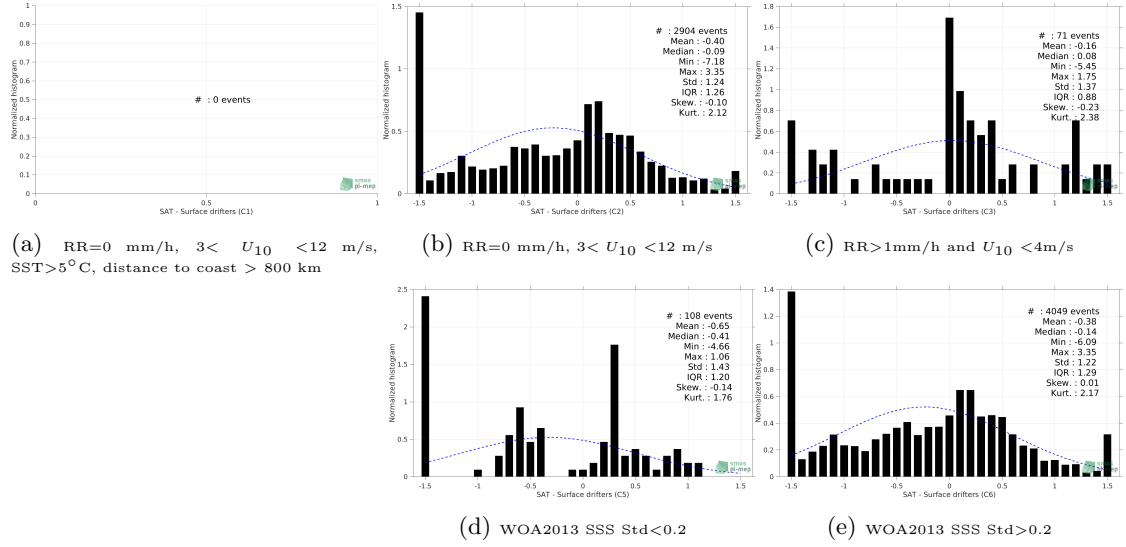 Normalized histogram
1
0.9
0.8
0.7
0.6
0.5
0.4
0.3
0.2
0.1
0
# : 0 events
smos
pi-mep
0 0.5 1
SAT - Surface drifters (C1)
(a) RR=0 mm/h, 3< U10 <12 m/s,
SST>5°C, distance to coast > 800 km
Normalized histogram
1.5
1
0.5
0
# : 2904 events
Mean : -0.40
Median : -0.09
Min : -7.18
Max : 3.35
Std : 1.24
IQR : 1.26
Skew. : -0.10
Kurt. : 2.12
smos
pi-mep
-1.5 -1 -0.5 0 0.5 1 1.5
SAT - Surface drifters (C2)
(b) RR=0 mm/h, 3< U10 <12 m/s
Normalized histogram
1.8
1.6
1.4
1.2
1
0.8
0.6
0.4
0.2
0
# : 71 events
Mean : -0.16
Median : 0.08
Min : -5.45
Max : 1.75
Std : 1.37
IQR : 0.88
Skew. : -0.23
Kurt. : 2.38
smos
pi-mep
-1.5 -1 -0.5 0 0.5 1 1.5
SAT - Surface drifters (C3)
(c) RR>1mm/h and U10 <4m/s
Normalized histogram
2.5
2
1.5
1
0.5
0
# : 108 events
Mean : -0.65
Median : -0.41
Min : -4.66
Max : 1.06
Std : 1.43
IQR : 1.20
Skew. : -0.14
Kurt. : 1.76
smos
pi-mep
-1.5 -1 -0.5 0 0.5 1 1.5
SAT - Surface drifters (C5)
(d) WOA2013 SSS Std<0.2
Normalized histogram
1.4
1.2
1
0.8
0.6
0.4
0.2
0
# : 4049 events
Mean : -0.38
Median : -0.14
Min : -6.09
Max : 3.35
Std : 1.22
IQR : 1.29
Skew. : 0.01
Kurt. : 2.17
smos
pi-mep
-1.5 -1 -0.5 0 0.5 1 1.5
SAT - Surface drifters (C6)
(e) WOA2013 SSS Std>0.2